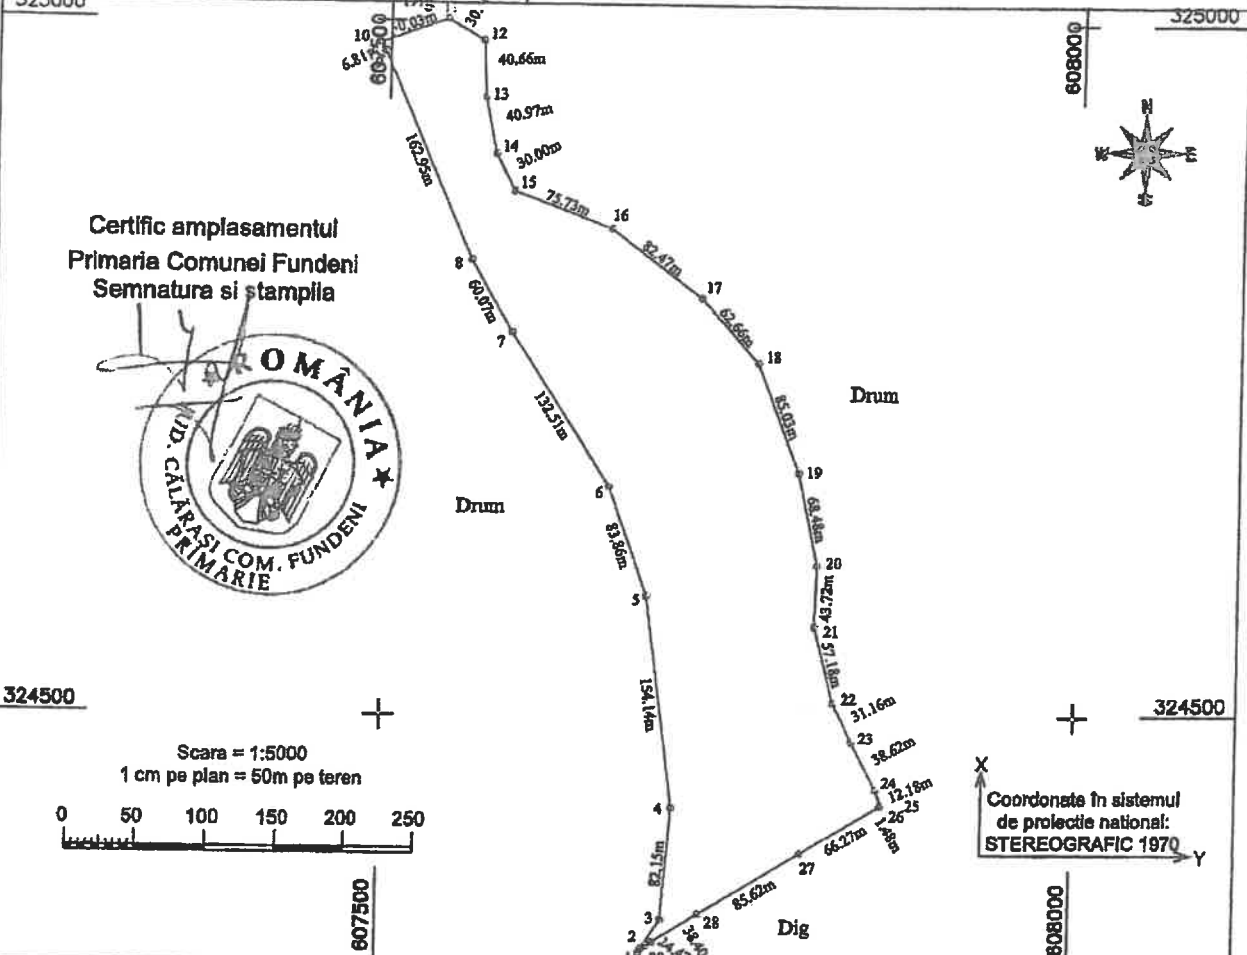 325000
325000
608000
10
12
40.66m
13
40.97m
14
30.00m
15
75.73m
16
82.47m
17
62.66m
18
85.03m
19
68.48m
20
43.72m
21
57.18m
22
31.16m
23
38.62m
24
12.18m
25
26
1.48m
66.27m
27
85.62m
28
162.95m
8
60.07m
7
132.51m
6
83.86m
5
154.14m
4
82.15m
3
2
N
E
Certific amplasamentul
Primaria Comunei Fundeni
Semnatura si stampila
ROMÂNIA ★
JUD. CĂLĂRAȘI COM. FUNDENI
PRIMĂRIE
Drum
Drum
Dig
324500
324500
Scara = 1:5000
1 cm pe plan = 50m pe teren
0 50 100 150 200 250
607500
608000
X
Y
Coordonate în sistemul
de proiectie national:
STEREOGRAFIC 1970